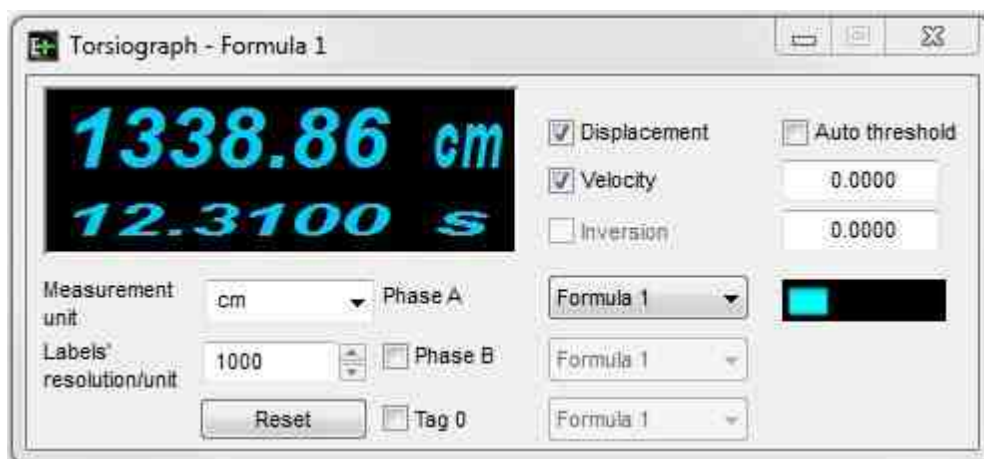 Torsiograph - Formula 1
1338.86 cm
12.3100 s
Displacement
Auto threshold
Velocity
0.0000
Inversion
0.0000
Measurement
unit
cm
Phase A
Formula 1
Labels'
resolution/unit
1000
Phase B
Formula 1
Reset
Tag 0
Formula 1